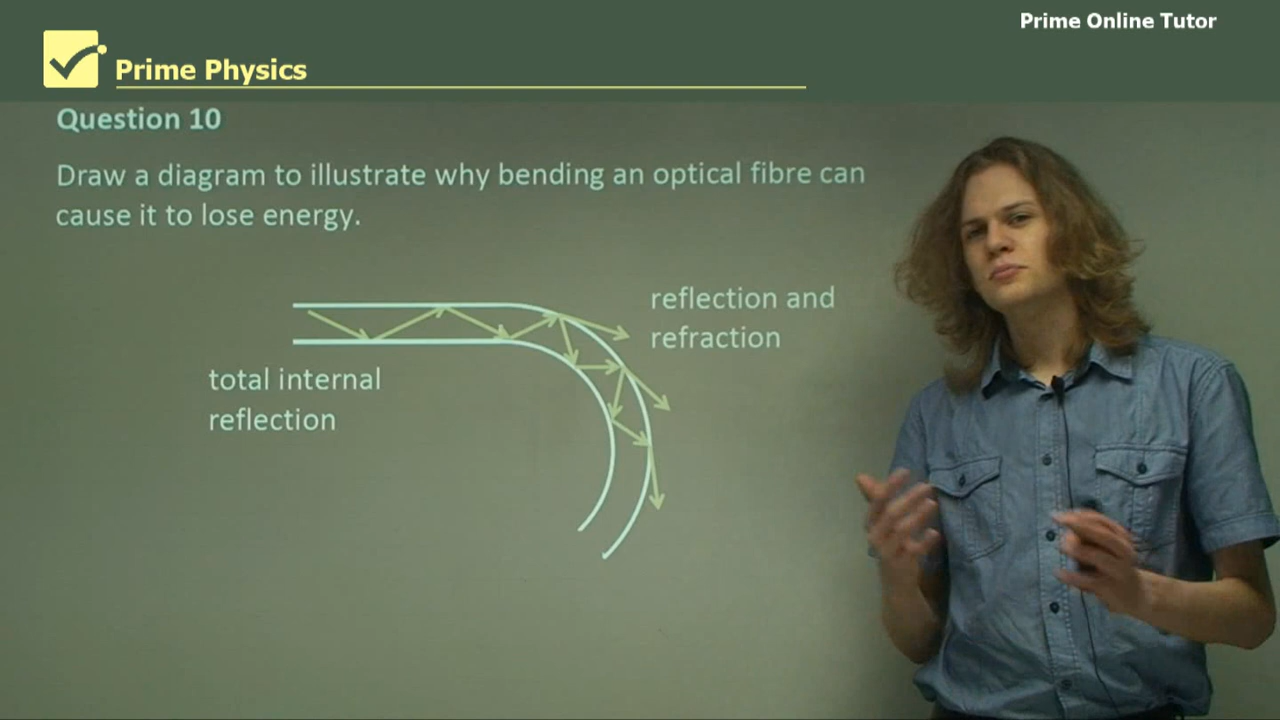 Prime Online Tutor
Prime Physics
Question 10
Draw a diagram to illustrate why bending an optical fibre can
cause it to lose energy.
reflection and
refraction
total internal
reflection